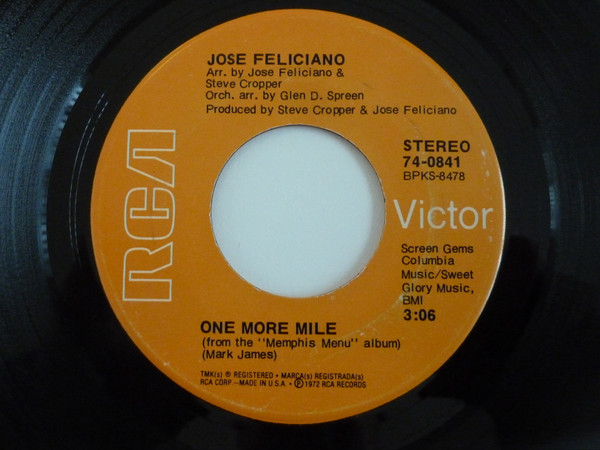 JOSE FELICIANO
Arr. by Jose Feliciano &
Steve Cropper
Orch. arr. by Glen D. Spreen
Produced by Steve Cropper & Jose Feliciano
RCA
STEREO
74-0841
BPKS-8478
Victor
Screen Gems
Columbia
Music/Sweet
Glory Music,
BMI
3:06
ONE MORE MILE
(from the "Memphis Menu" album)
(Mark James)
TMK(s) ® REGISTERED • MARCA(s) REGISTRADA(s)
RCA CORP.--MADE IN U.S.A. • ℗ 1972 RCA RECORDS